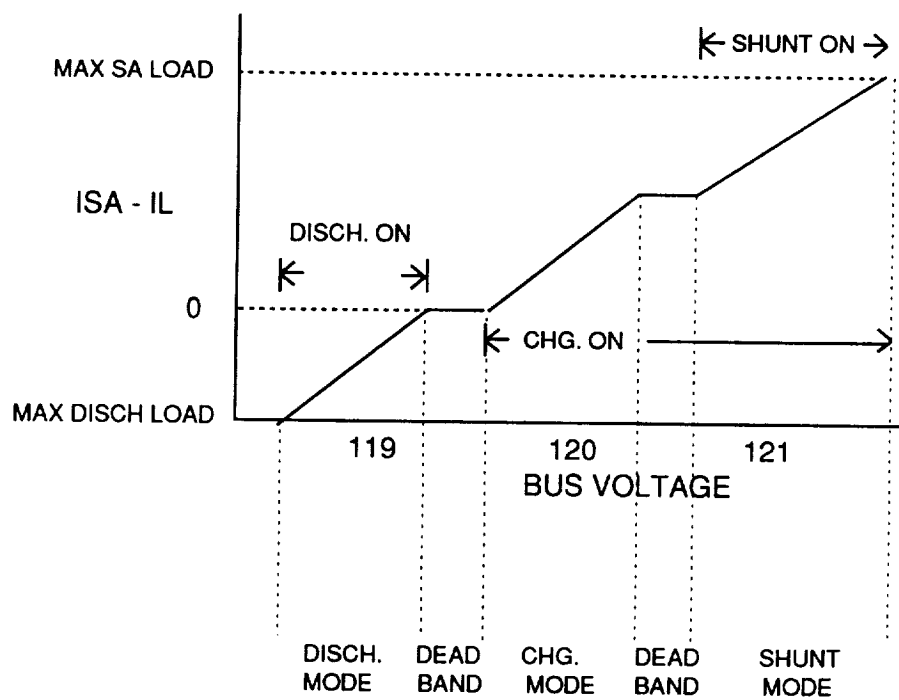 SHUNT ON
MAX SA LOAD
ISA - IL
DISCH. ON
0
CHG. ON
MAX DISCH LOAD
119 120 121
BUS VOLTAGE
DISCH. MODE
DEAD BAND
CHG. MODE
DEAD BAND
SHUNT MODE